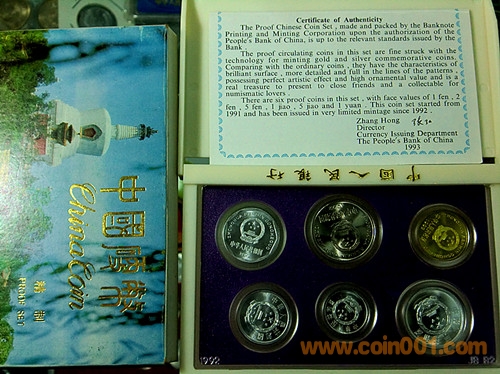 Certificate of Authenticity
The Proof Chinese Coin Set , made and packed by the Banknote
Printing and Minting Corporation upon the authorization of the
People's Bank of China, is up to the relevant standards issued by the
Bank
The proof circulating coins in this set are fine struck with the
technology for minting gold and silver commemorative coins.
Comparing with the ordinary coins , they have the characteristics of
brilliant surface , more detailed and full in the lines of the patterns ,
possessing perfect artistic effect and high ornamental value and is a
real treasure to present to close friends and a collectable for
numismatic lovers .
There are six proof coins in this set , with face values of 1 fen , 2
fen , 5 fen , 1 jiao , 5 jiao and 1 yuan . This coin set started from
1991 and has been issued in very limited mintage since 1992 .
Zhang Hong
Director
Currency Issuing Department
The People's Bank of China
1993
中国人民银行
中國硬幣
China Coin
精制
PROOF SET
1992
www.coin001.com